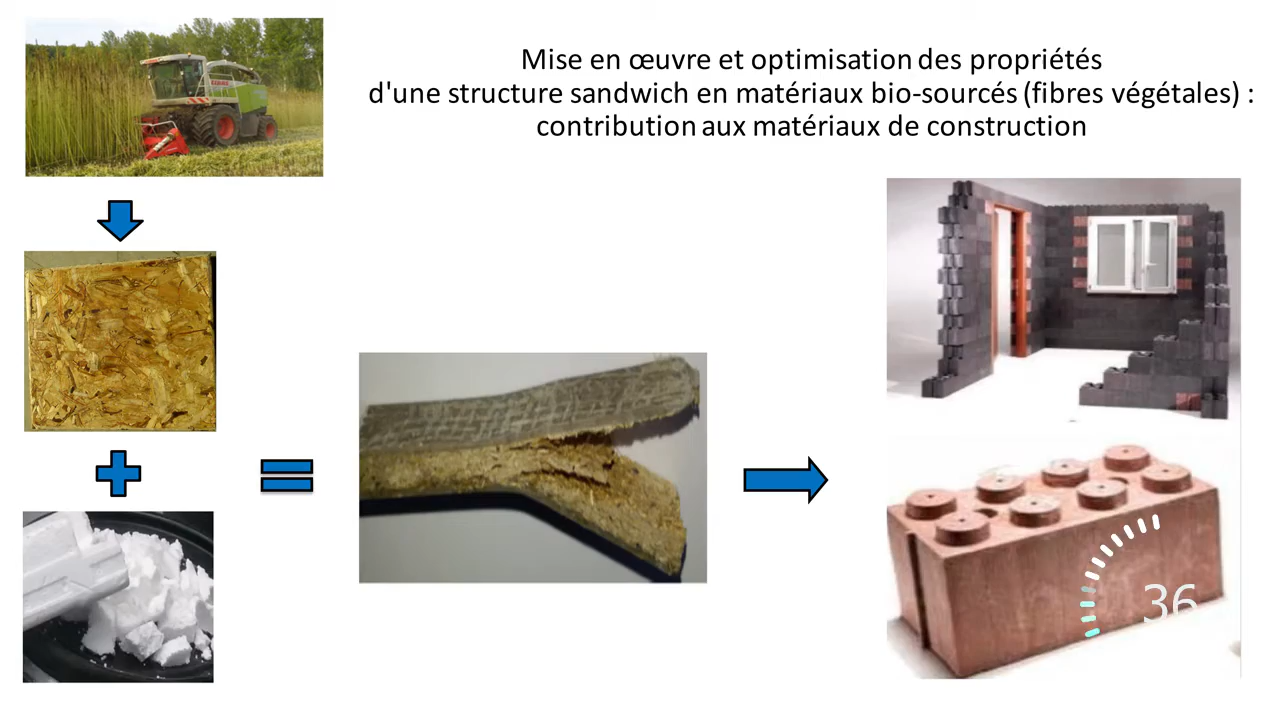 Mise en œuvre et optimisation des propriétés
d'une structure sandwich en matériaux bio-sourcés (fibres végétales) :
contribution aux matériaux de construction
36